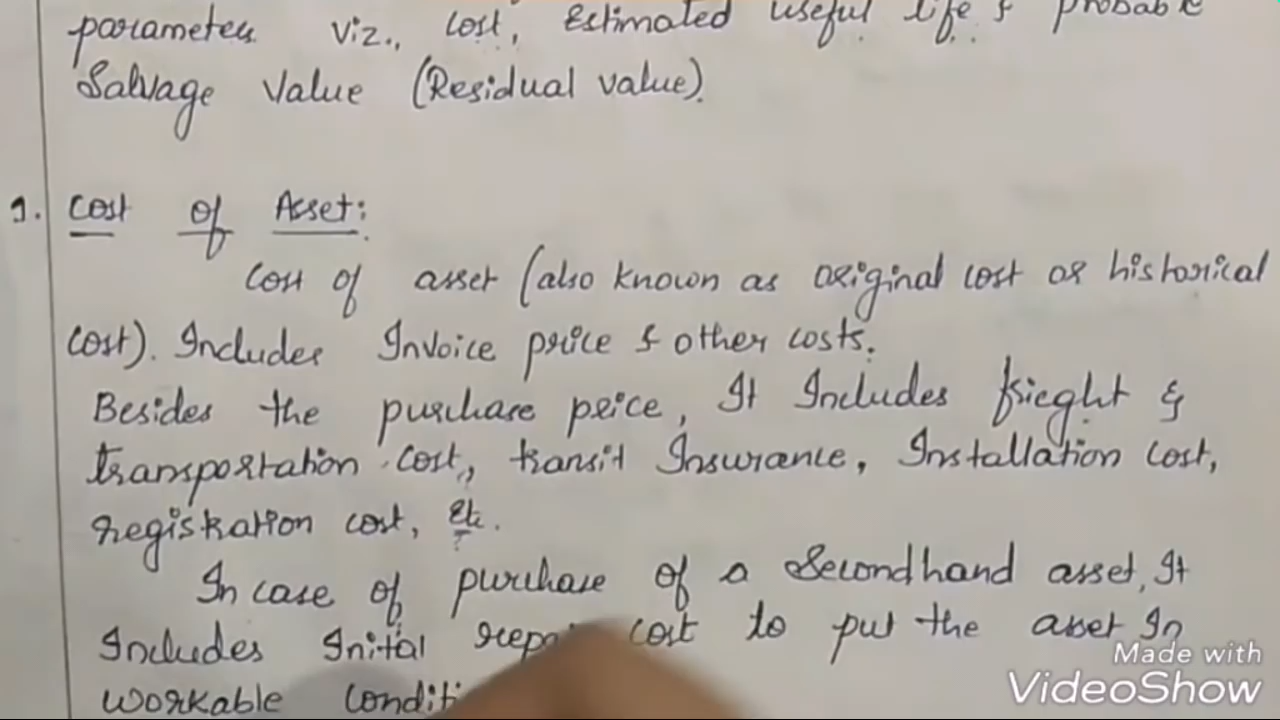 parameters viz., Cost, Estimated useful life & probable
Salvage Value (Residual value).
1. Cost of Asset:
Cost of asset (also known as original cost or historical
cost). Includes Invoice price & other costs.
Besides the purchase price, It Includes frieght &
transportation cost, transit Insurance, Installation cost,
registration cost, Etc.
In case of purchase of a Secondhand asset, It
Includes Inital cost to put the asset In
workable
Made with
VideoShow